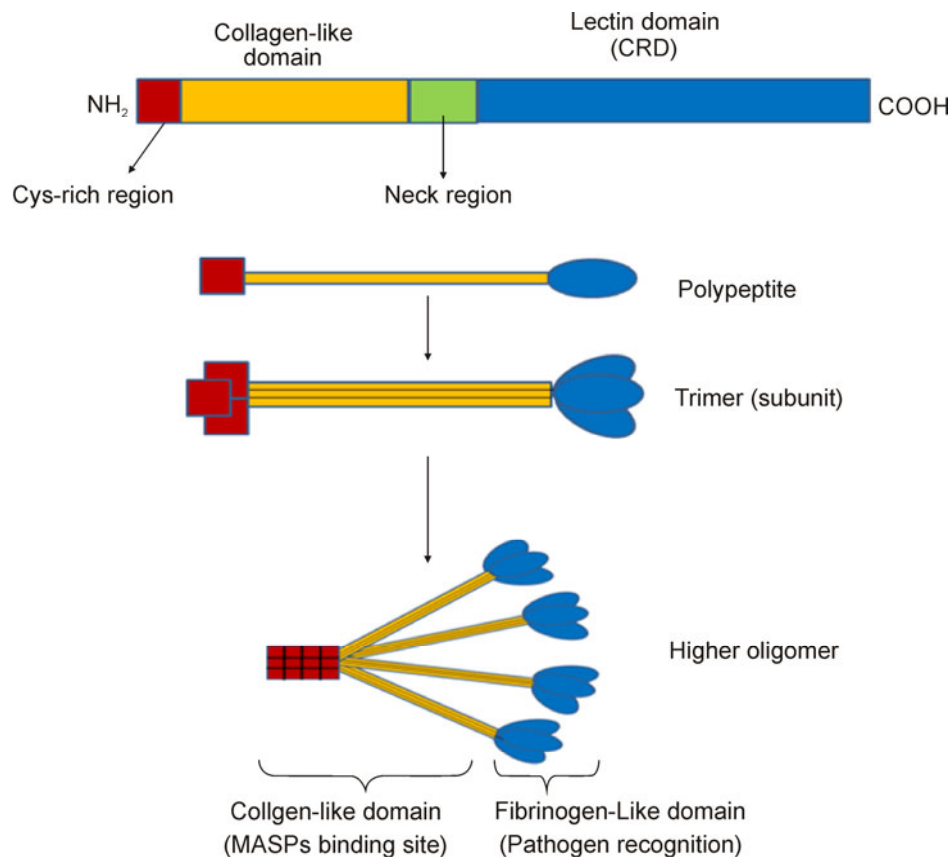 Collagen-like
domain
Lectin domain
(CRD)
NH₂
COOH
Cys-rich region
Neck region
Polypeptite
Trimer (subunit)
Higher oligomer
Collgen-like domain
(MASPs binding site)
Fibrinogen-Like domain
(Pathogen recognition)